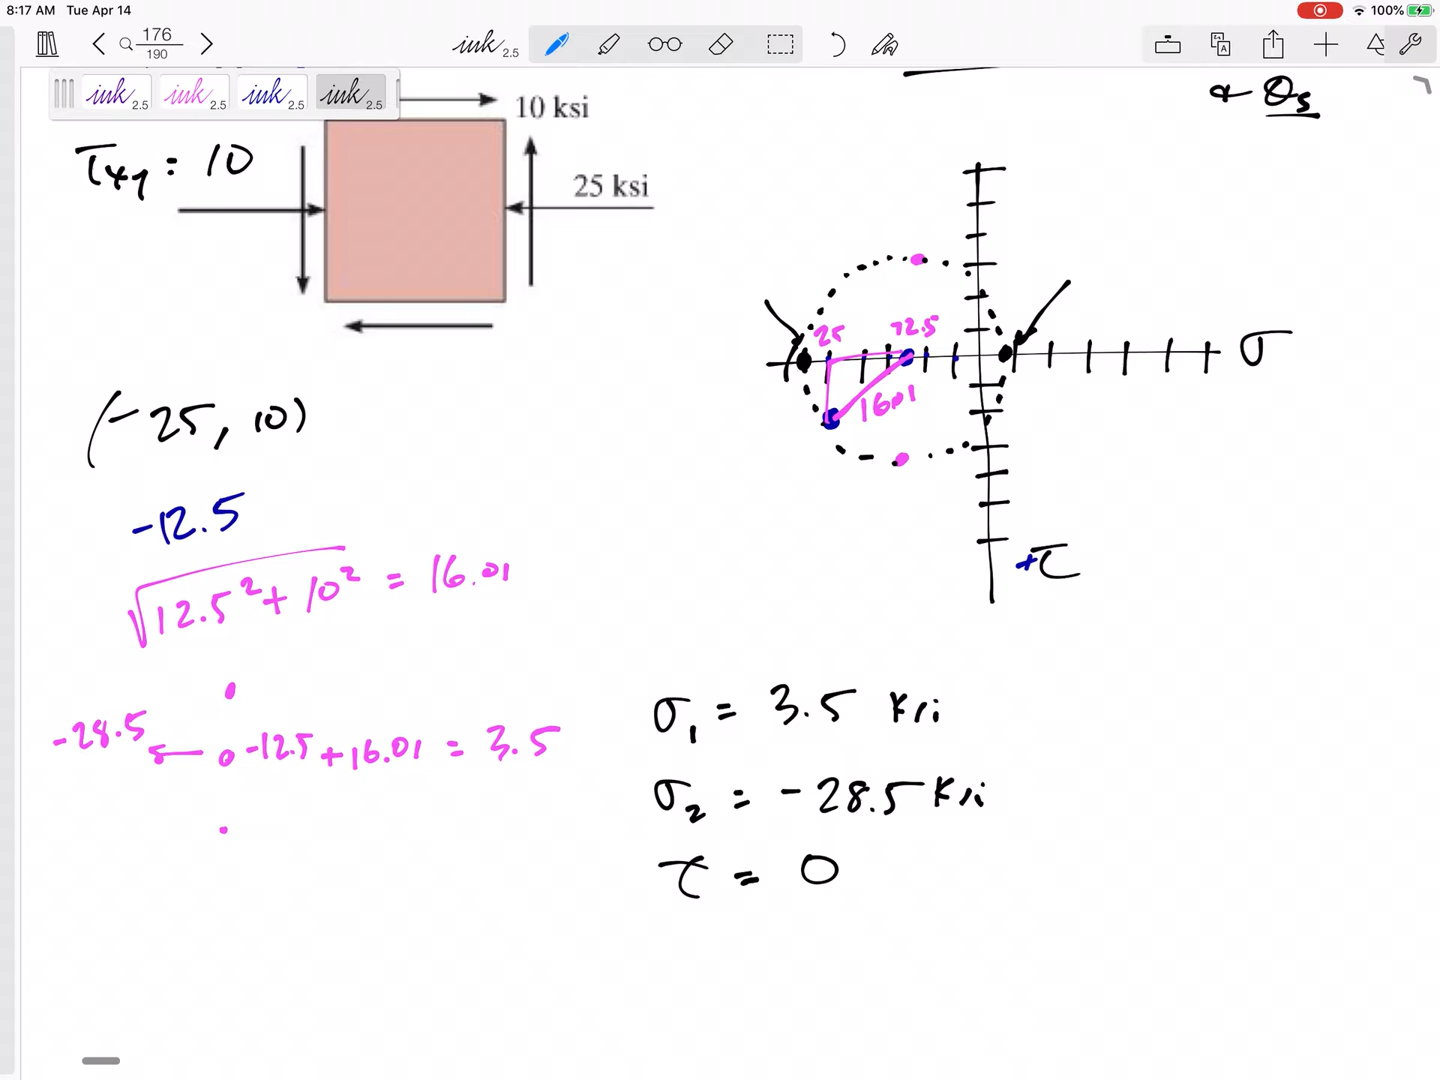 8:17 AM Tue Apr 14
100%
176
190
ink 2.5
ink 2.5 ink 2.5 ink 2.5 ink 2.5
10 ksi
& θs
τxy = 10
25 ksi
25 12.5
σ
16.01
(-25, 10)
-12.5
+τ
√12.5² + 10² = 16.01
σ₁ = 3.5 ksi
-28.5 ← 0 -12.5 + 16.01 = 3.5
σ₂ = -28.5 ksi
τ = 0